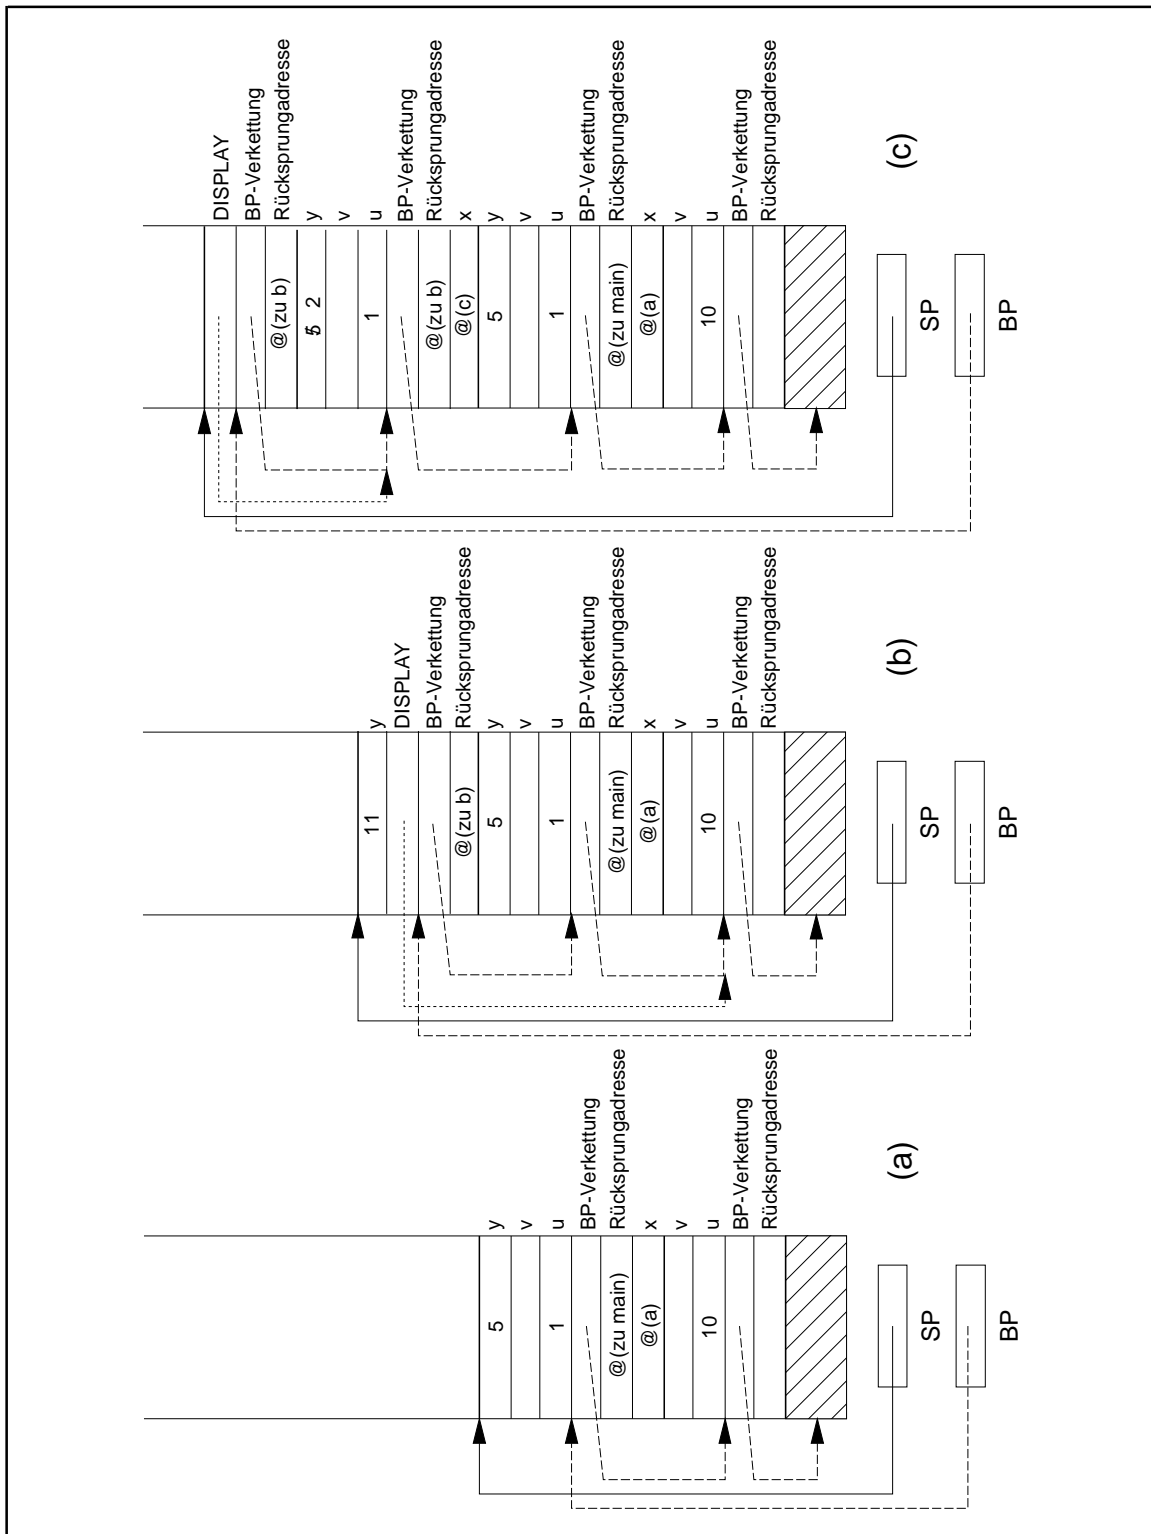 DISPLAY
BP-Verkettung
Rücksprungadresse
@(zu b)
y
5 2
v
u
1
BP-Verkettung
Rücksprungadresse
@(zu b)
x
@(c)
y
5
v
u
1
BP-Verkettung
Rücksprungadresse
@(zu main)
x
@(a)
v
u
10
BP-Verkettung
Rücksprungadresse
SP
BP
(c)
y
11
DISPLAY
BP-Verkettung
Rücksprungadresse
@(zu b)
y
5
v
u
1
BP-Verkettung
Rücksprungadresse
@(zu main)
x
@(a)
v
u
10
BP-Verkettung
Rücksprungadresse
SP
BP
(b)
y
5
v
u
1
BP-Verkettung
Rücksprungadresse
@(zu main)
x
@(a)
v
u
10
BP-Verkettung
Rücksprungadresse
SP
BP
(a)